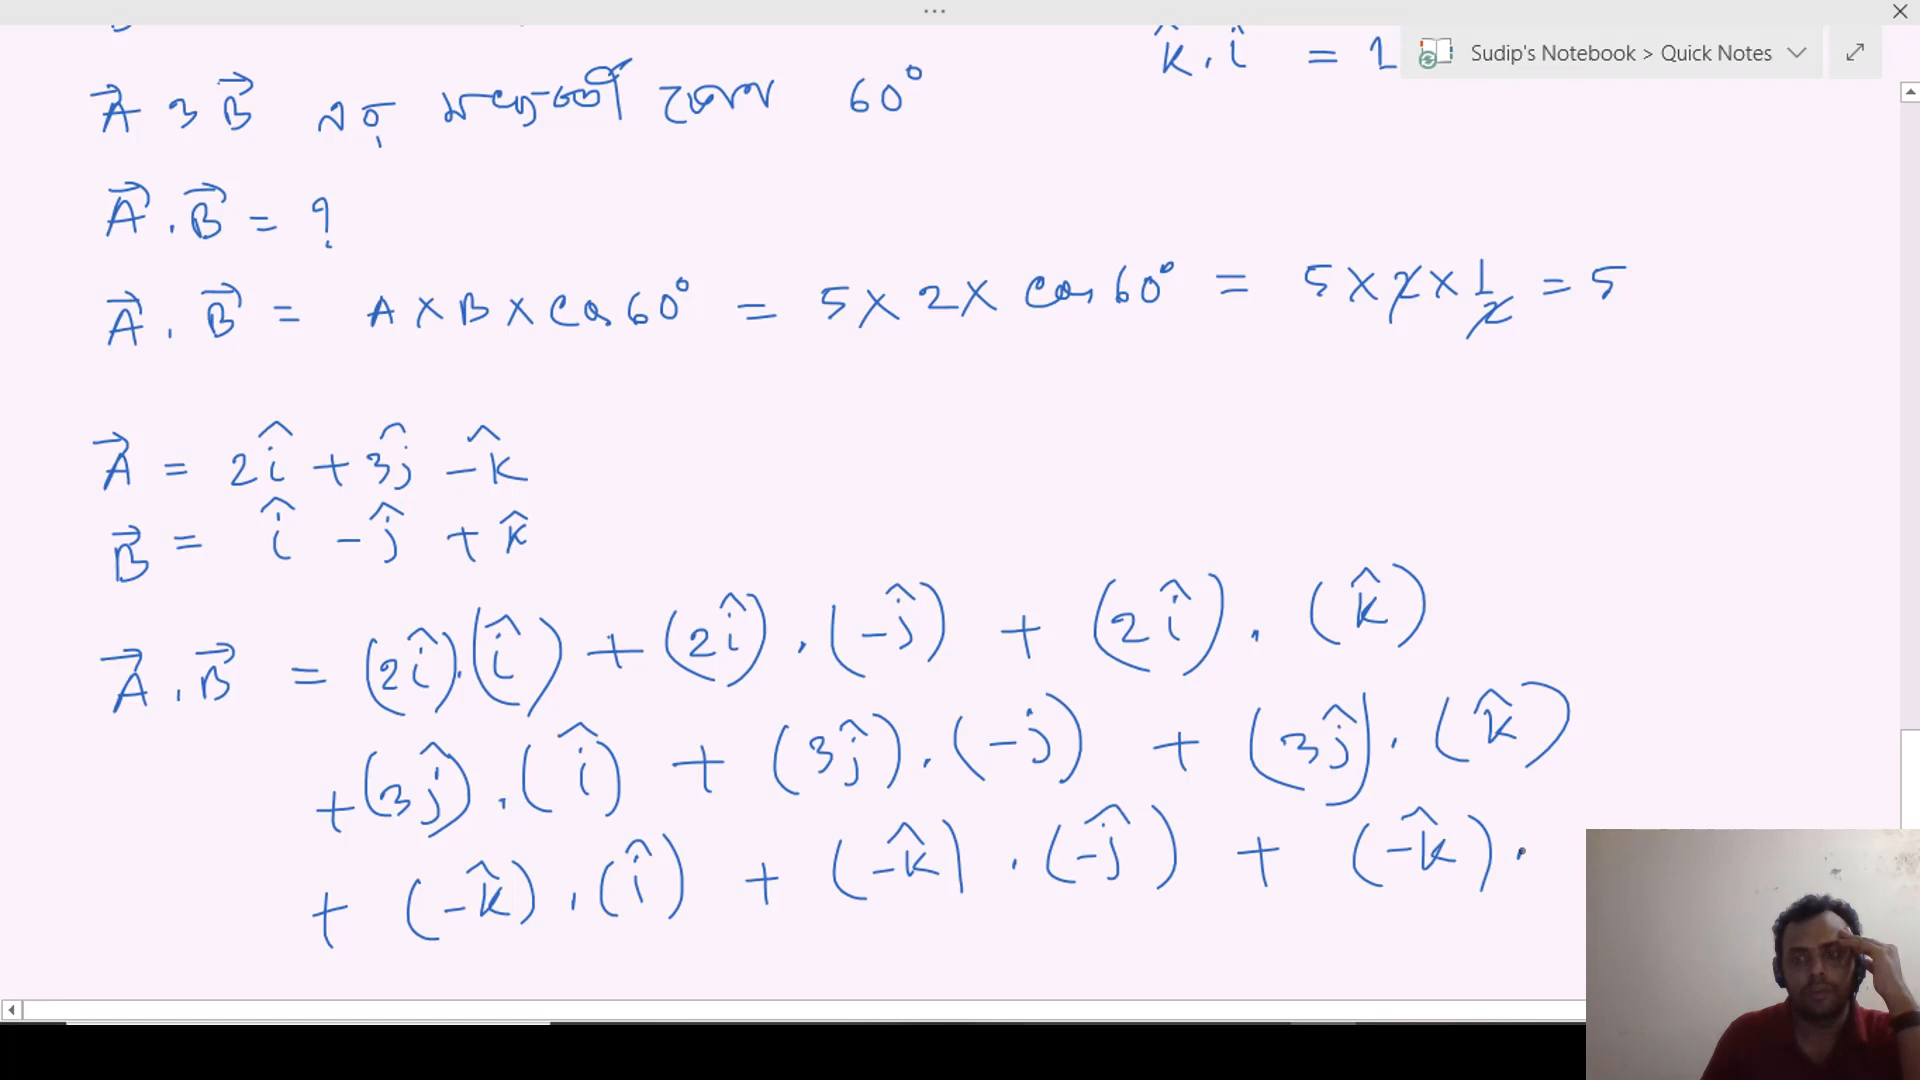 k̂ . î = 1
Sudip's Notebook > Quick Notes
A⃗ ও B⃗ এর মধ্যবর্তী কোণ 60°
A⃗ . B⃗ = ?
A⃗ . B⃗ = A × B × cos 60° = 5 × 2 × cos 60° = 5 × 2 × 1/2 = 5
A⃗ = 2î + 3ĵ - k̂
B⃗ = î - ĵ + k̂
A⃗ . B⃗ = (2î).(î) + (2î) . (-ĵ) + (2î) . (k̂)
+ (3ĵ) . (î) + (3ĵ) . (-j) + (3ĵ) . (k̂)
+ (-k̂) . (î) + (-k̂) . (-ĵ) + (-k̂) .